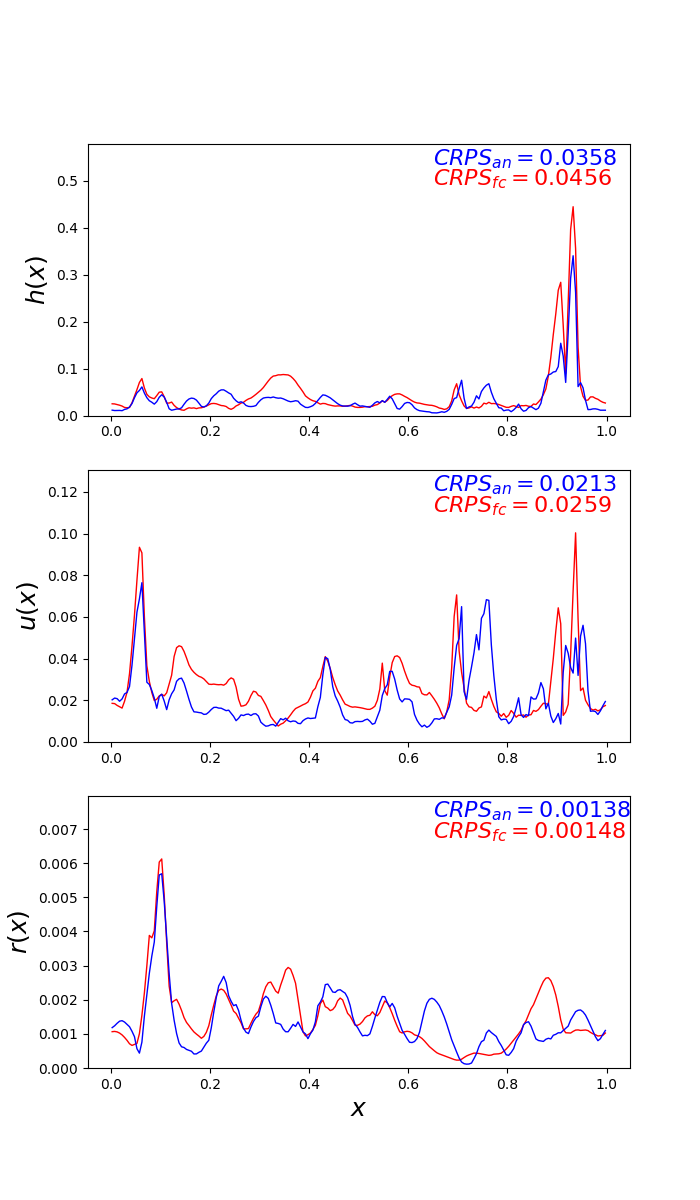 CRPS_an = 0.0358
CRPS_fc = 0.0456
0.5
0.4
0.3
0.2
0.1
0.0
h(x)
0.0 0.2 0.4 0.6 0.8 1.0
CRPS_an = 0.0213
CRPS_fc = 0.0259
0.12
0.10
0.08
0.06
0.04
0.02
0.00
u(x)
0.0 0.2 0.4 0.6 0.8 1.0
CRPS_an = 0.00138
CRPS_fc = 0.00148
0.007
0.006
0.005
0.004
0.003
0.002
0.001
0.000
r(x)
0.0 0.2 0.4 0.6 0.8 1.0
x